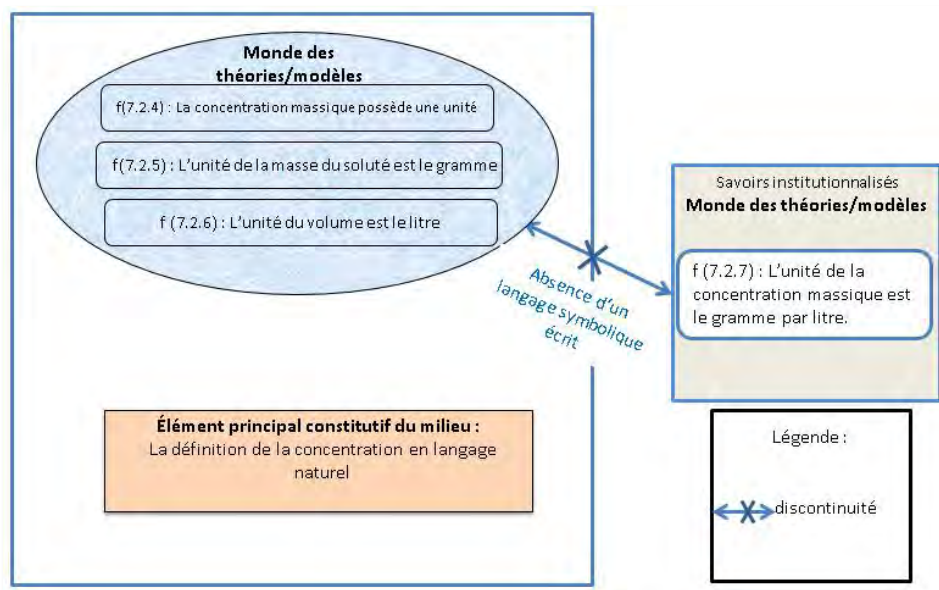 Monde des
théories/modèles
f(7.2.4) : La concentration massique possède une unité
f(7.2.5) : L'unité de la masse du soluté est le gramme
f (7.2.6) : L'unité du volume est le litre
Absence d'un
langage symbolique
écrit
Savoirs institutionnalisés
Monde des théories/modèles
f (7.2.7) : L'unité de la
concentration massique est
le gramme par litre.
Élément principal constitutif du milieu :
La définition de la concentration en langage
naturel
Légende :
discontinuité